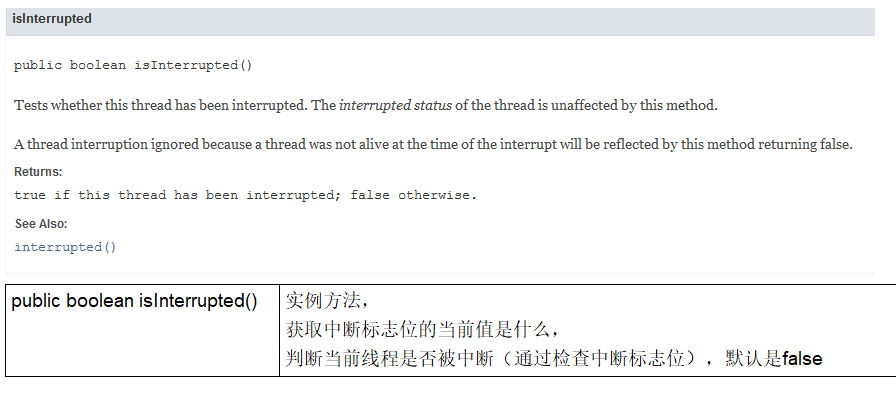 isInterrupted
public boolean isInterrupted()
Tests whether this thread has been interrupted. The interrupted status of the thread is unaffected by this method.
A thread interruption ignored because a thread was not alive at the time of the interrupt will be reflected by this method returning false.
Returns:
true if this thread has been interrupted; false otherwise.
See Also:
interrupted()
public boolean isInterrupted()
实例方法，
获取中断标志位的当前值是什么，
判断当前线程是否被中断（通过检查中断标志位），默认是false